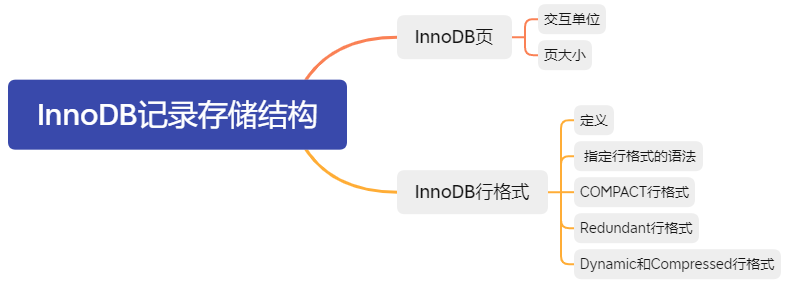 InnoDB记录存储结构
InnoDB页
交互单位
页大小
InnoDB行格式
定义
指定行格式的语法
COMPACT行格式
Redundant行格式
Dynamic和Compressed行格式